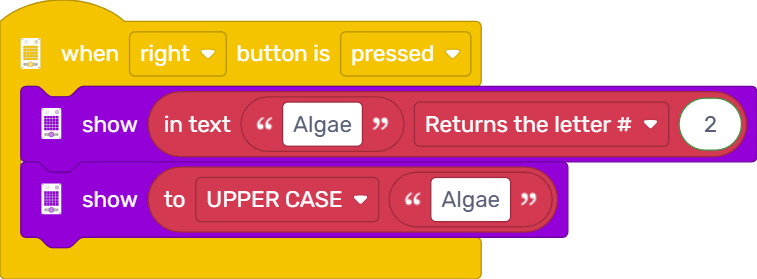 when right button is pressed
show in text “ Algae ” Returns the letter # 2
show to UPPER CASE “ Algae ”